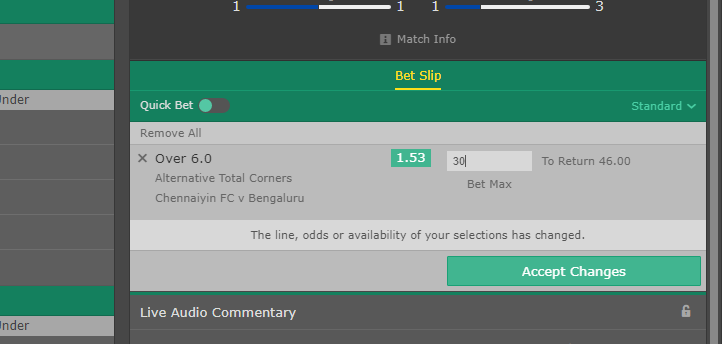 1 1 1 3
Match Info
Bet Slip
Under
Quick Bet Standard
Remove All
Over 6.0 1.53 30 To Return 46.00
Alternative Total Corners Bet Max
Chennaiyin FC v Bengaluru
The line, odds or availability of your selections has changed.
Accept Changes
Live Audio Commentary
Under